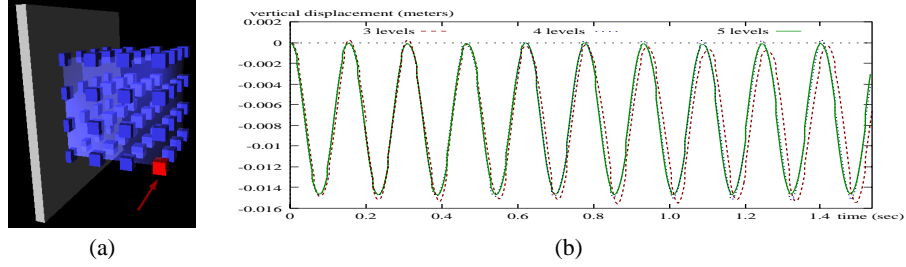 vertical displacement (meters)
0.002
3 levels 4 levels 5 levels
0
-0.002
-0.004
-0.006
-0.008
-0.01
-0.012
-0.014
-0.016
0 0.2 0.4 0.6 0.8 1.0 1.2 1.4 time (sec)
(a) (b)